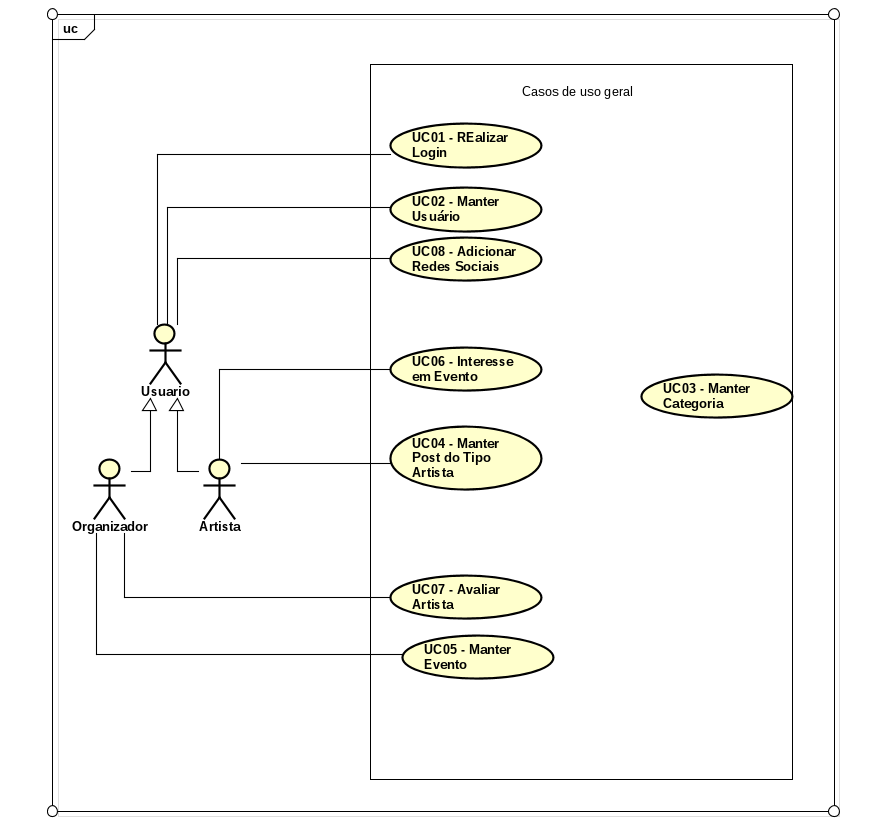 uc
Casos de uso geral
UC01 - REalizar
Login
UC02 - Manter
Usuário
UC08 - Adicionar
Redes Sociais
Usuario
UC06 - Interesse
em Evento
UC03 - Manter
Categoria
UC04 - Manter
Post do Tipo
Artista
Organizador
Artista
UC07 - Avaliar
Artista
UC05 - Manter
Evento